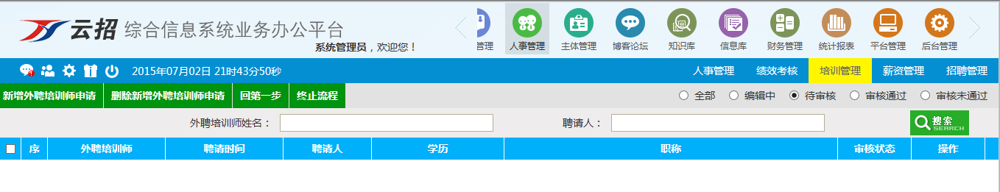 云招 综合信息系统业务办公平台
系统管理员，欢迎您！
管理 人事管理 主体管理 博客论坛 知识库 信息库 财务管理 统计报表 平台管理 后台管理
2015年07月02日 21时43分50秒 人事管理 绩效考核 培训管理 薪资管理 招聘管理
新增外聘培训师申请 删除新增外聘培训师申请 回第一步 终止流程 全部 编辑中 待审核 审核通过 审核未通过
外聘培训师姓名： 聘请人： 搜索 SEARCH
序 外聘培训师 聘请时间 聘请人 学历 职称 审核状态 操作